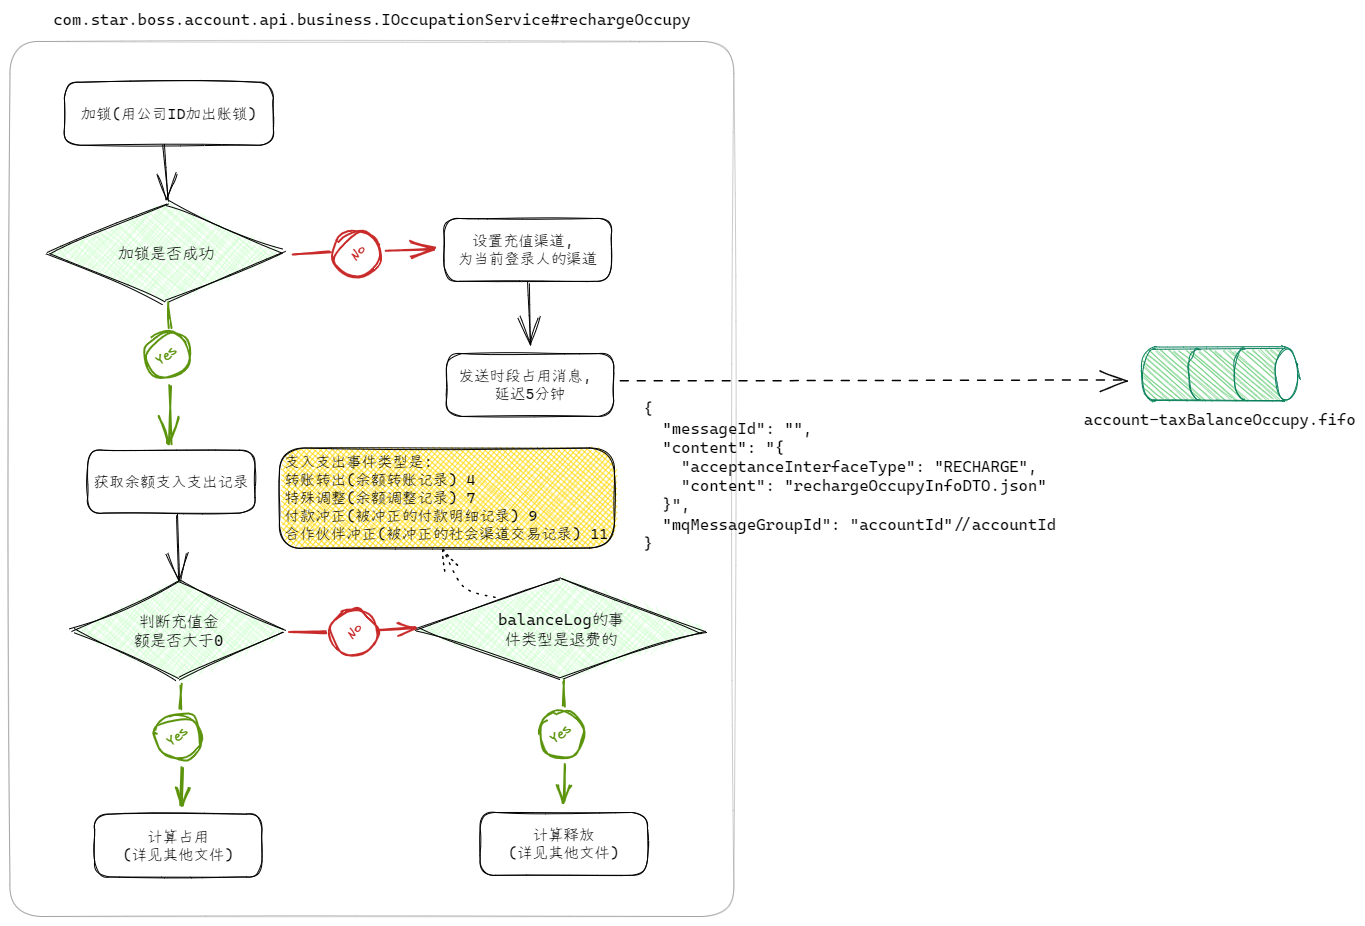 com.star.boss.account.api.business.IOccupationService#rechargeOccupy
加锁(用公司ID加出账锁)
加锁是否成功
No
设置充值渠道,
为当前登录人的渠道
Yes
发送时段占用消息,
延迟5分钟
account-taxBalanceOccupy.fifo
{
"messageId": "",
"content": "{
"acceptanceInterfaceType": "RECHARGE",
"content": "rechargeOccupyInfoDTO.json"
}",
"mqMessageGroupId": "accountId"//accountId
}
获取余额支入支出记录
支入支出事件类型是:
转账转出(余额转账记录) 4
特殊调整(余额调整记录) 7
付款冲正(被冲正的付款明细记录) 9
合作伙伴冲正(被冲正的社会渠道交易记录) 11
判断充值金
额是否大于0
No
balanceLog的事
件类型是退费的
Yes
Yes
计算占用
(详见其他文件)
计算释放
(详见其他文件)